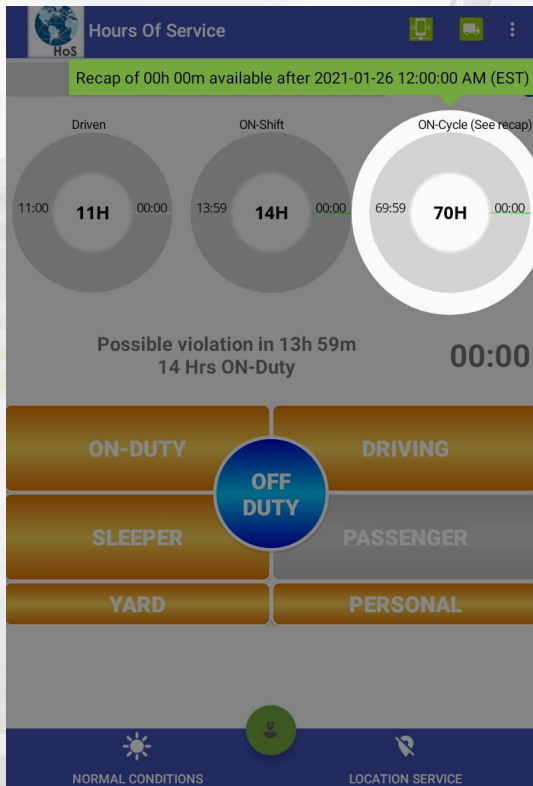 HoS
Hours Of Service
Recap of 00h 00m available after 2021-01-26 12:00:00 AM (EST)
Driven
ON-Shift
ON-Cycle (See recap)
11:00
11H
00:00
13:59
14H
00:00
69:59
70H
00:00
Possible violation in 13h 59m
14 Hrs ON-Duty
00:00
ON-DUTY
DRIVING
OFF
DUTY
SLEEPER
PASSENGER
YARD
PERSONAL
NORMAL CONDITIONS
LOCATION SERVICE